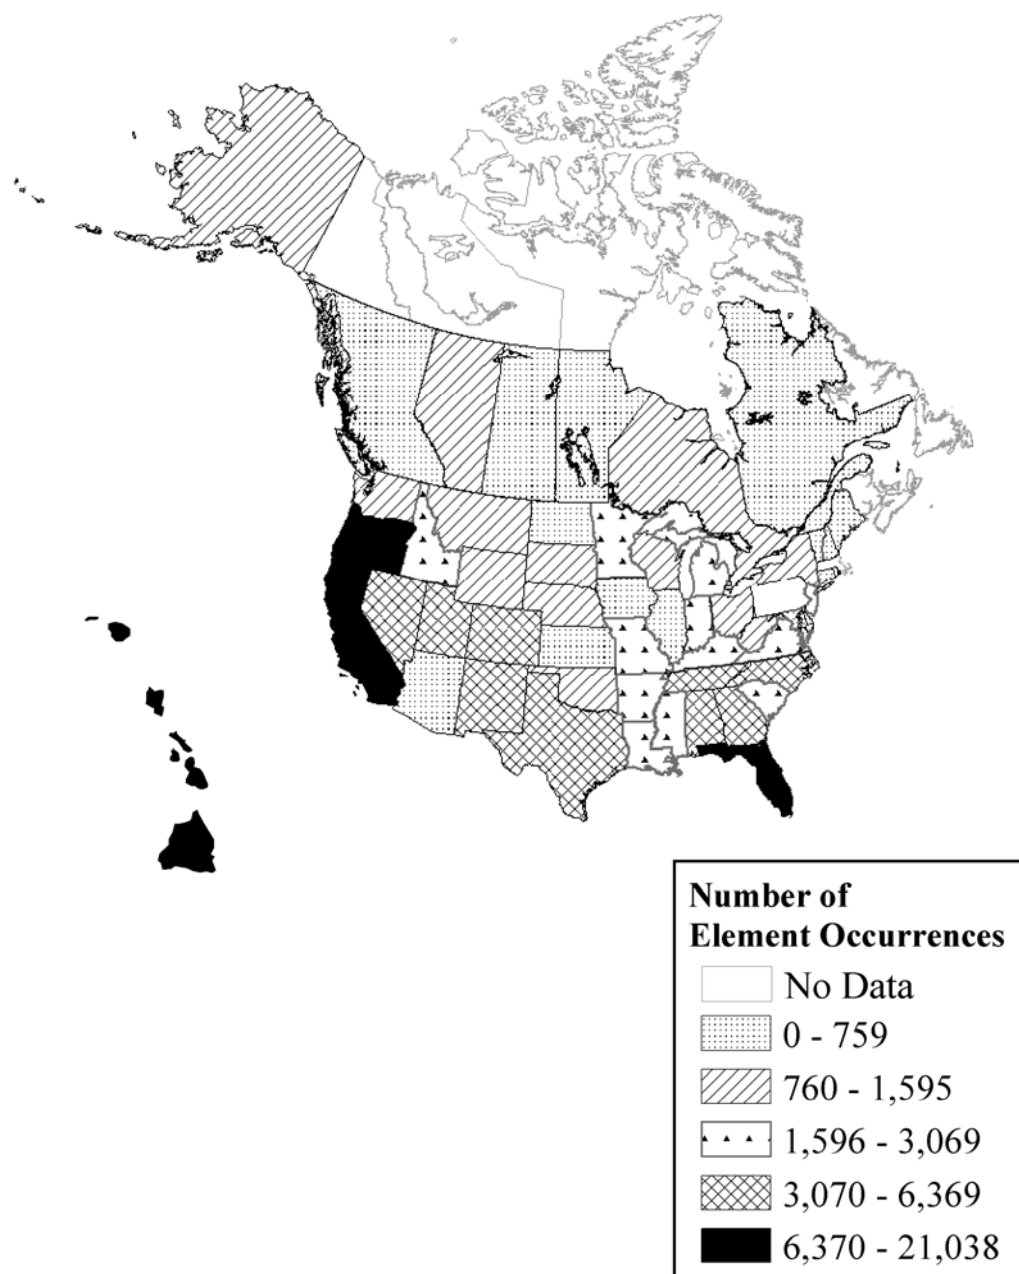 Number of
Element Occurrences
No Data
0 - 759
760 - 1,595
1,596 - 3,069
3,070 - 6,369
6,370 - 21,038